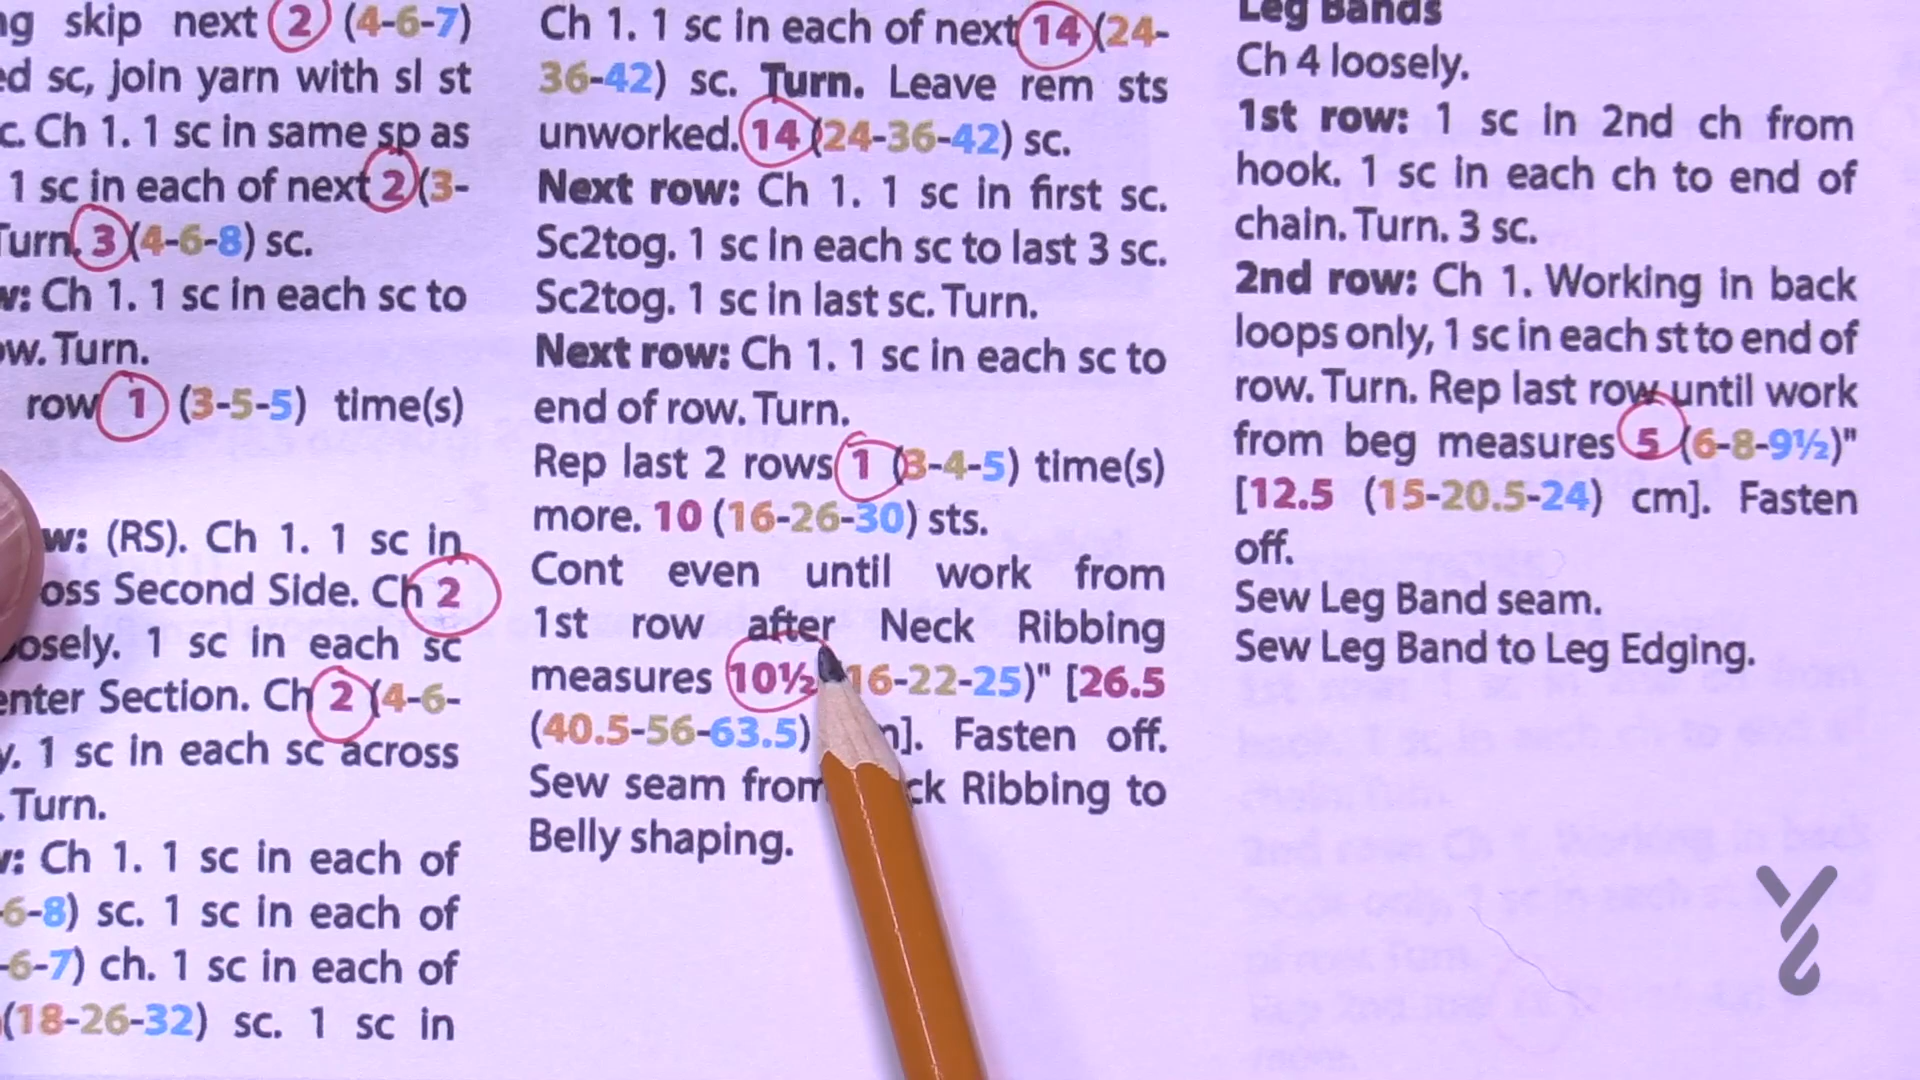 skip next 2 (4-6-7)
sc, join yarn with sl st
Ch 1. 1 sc in same sp as
1 sc in each of next 2 (3-
Turn. 3 (4-6-8) sc.
Ch 1. 1 sc in each sc to
Turn.
row 1 (3-5-5) time(s)
(RS). Ch 1. 1 sc in
Second Side. Ch 2
1 sc in each sc
Section. Ch 2 (4-6-
1 sc in each sc across
Turn.
Ch 1. 1 sc in each of
6-8) sc. 1 sc in each of
-6-7) ch. 1 sc in each of
(18-26-32) sc. 1 sc in
Ch 1. 1 sc in each of next 14 (24-
36-42) sc. Turn. Leave rem sts
unworked. 14 (24-36-42) sc.
Next row: Ch 1. 1 sc in first sc.
Sc2tog. 1 sc in each sc to last 3 sc.
Sc2tog. 1 sc in last sc. Turn.
Next row: Ch 1. 1 sc in each sc to
end of row. Turn.
Rep last 2 rows 1 (3-4-5) time(s)
more. 10 (16-26-30) sts.
Cont even until work from
1st row after Neck Ribbing
measures 10½ 16-22-25)" [26.5
(40.5-56-63.5) ]. Fasten off.
Sew seam from Ribbing to
Belly shaping.
Leg Bands
Ch 4 loosely.
1st row: 1 sc in 2nd ch from
hook. 1 sc in each ch to end of
chain. Turn. 3 sc.
2nd row: Ch 1. Working in back
loops only, 1 sc in each st to end of
row. Turn. Rep last row until work
from beg measures 5 (6-8-9½)"
[12.5 (15-20.5-24) cm]. Fasten
off.
Sew Leg Band seam.
Sew Leg Band to Leg Edging.